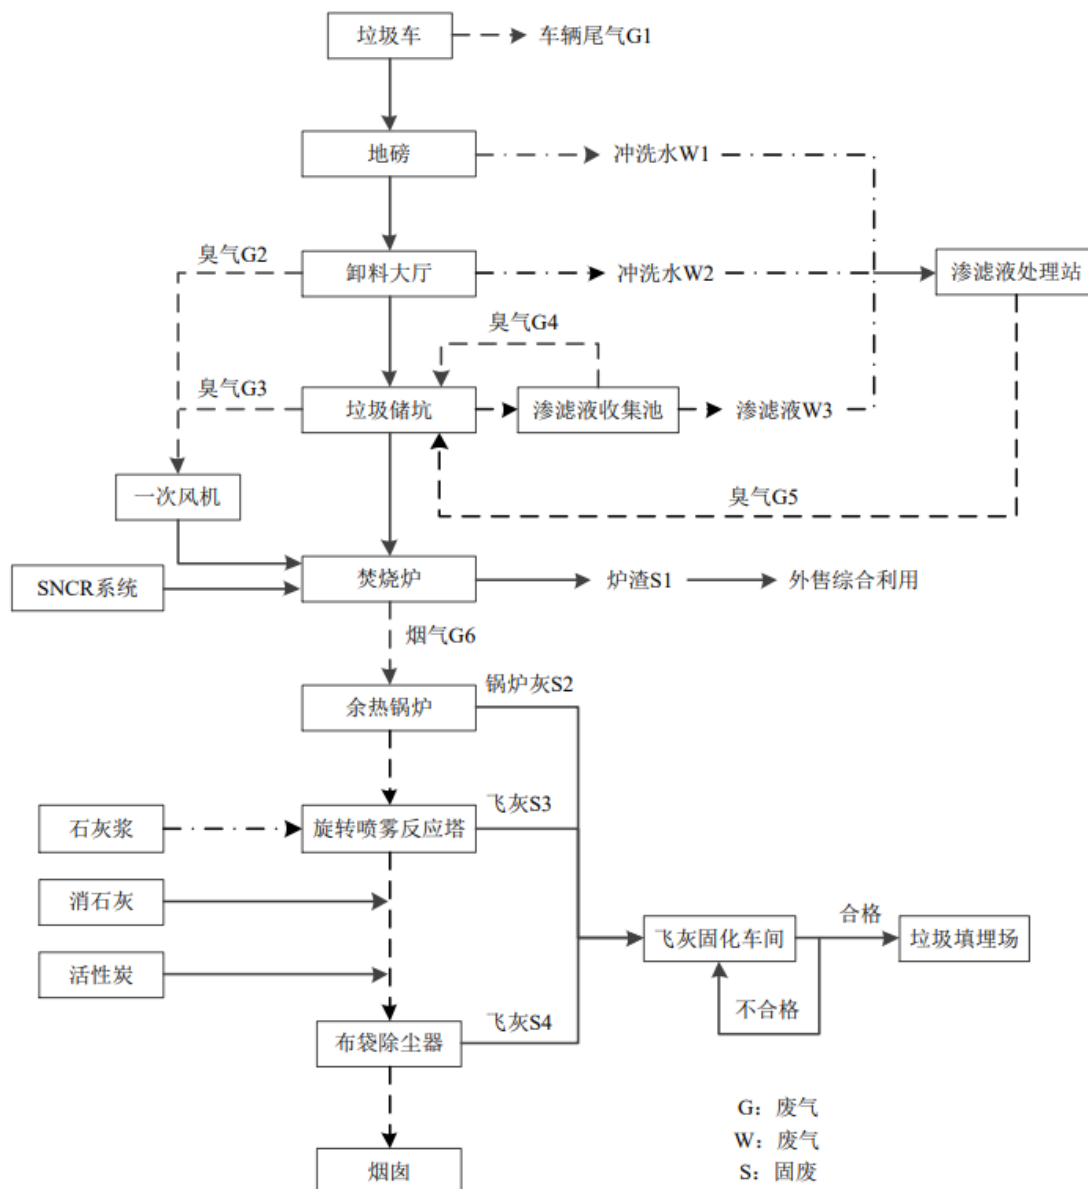 垃圾车
车辆尾气G1
地磅
冲洗水W1
臭气G2
卸料大厅
冲洗水W2
渗滤液处理站
臭气G4
臭气G3
垃圾储坑
渗滤液收集池
渗滤液W3
一次风机
臭气G5
SNCR系统
焚烧炉
炉渣S1
外售综合利用
烟气G6
锅炉灰S2
余热锅炉
飞灰S3
石灰浆
旋转喷雾反应塔
消石灰
合格
飞灰固化车间
垃圾填埋场
活性炭
不合格
飞灰S4
布袋除尘器
G：废气
W：废气
烟囱
S：固废